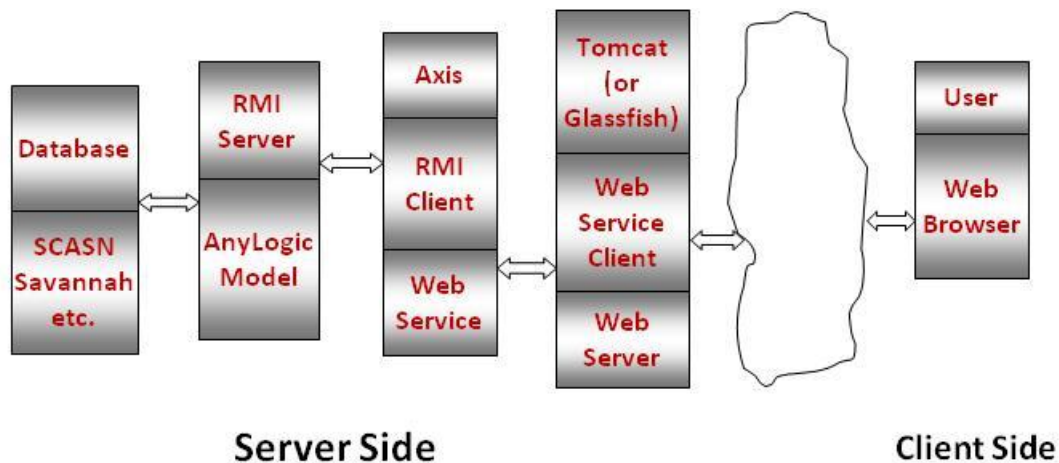 Database
SCASN
Savannah
etc.
RMI
Server
AnyLogic
Model
Axis
RMI
Client
Web
Service
Tomcat
(or
Glassfish)
Web
Service
Client
Web
Server
User
Web
Browser
Server Side
Client Side